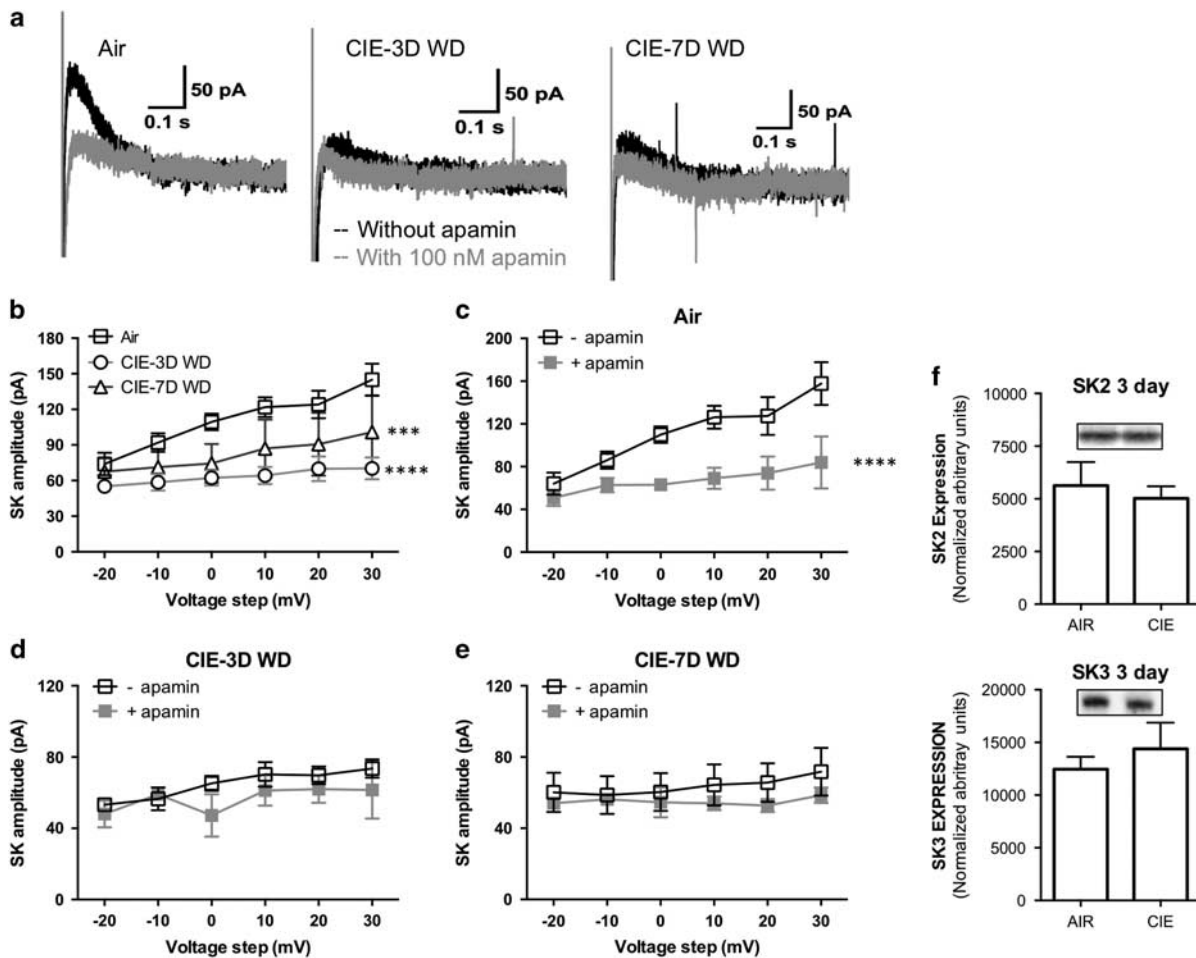 a
Air
50 pA
0.1 s
CIE-3D WD
50 pA
0.1 s
CIE-7D WD
50 pA
0.1 s
-- Without apamin
-- With 100 nM apamin
b
SK amplitude (pA)
180
150
120
90
60
30
0
Air
CIE-3D WD
CIE-7D WD
***
****
-20 -10 0 10 20 30
Voltage step (mV)
c
Air
SK amplitude (pA)
200
160
120
80
40
0
- apamin
+ apamin
****
-20 -10 0 10 20 30
Voltage step (mV)
d
CIE-3D WD
SK amplitude (pA)
120
80
40
0
- apamin
+ apamin
-20 -10 0 10 20 30
Voltage step (mV)
e
CIE-7D WD
SK amplitude (pA)
120
80
40
0
- apamin
+ apamin
-20 -10 0 10 20 30
Voltage step (mV)
f
SK2 3 day
SK2 Expression
(Normalized arbitrary units)
10000
7500
5000
2500
0
AIR CIE
SK3 3 day
SK3 EXPRESSION
(Normalized abritray units)
20000
15000
10000
5000
0
AIR CIE